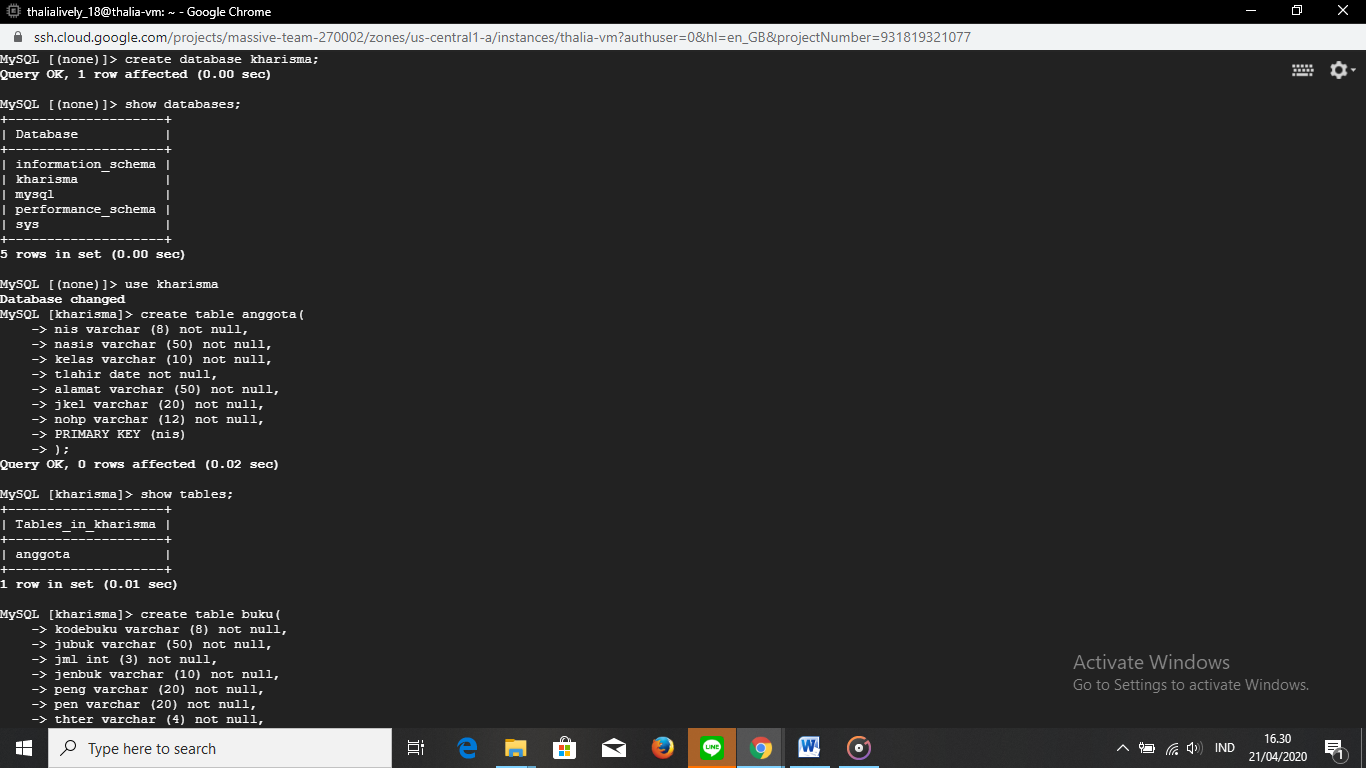 thalialively_18@thalia-vm: ~ - Google Chrome
ssh.cloud.google.com/projects/massive-team-270002/zones/us-central1-a/instances/thalia-vm?authuser=0&hl=en_GB&projectNumber=931819321077
MySQL [(none)]> create database kharisma;
Query OK, 1 row affected (0.00 sec)
MySQL [(none)]> show databases;
+--------------------+
| Database           |
+--------------------+
| information_schema |
| kharisma           |
| mysql              |
| performance_schema |
| sys                |
+--------------------+
5 rows in set (0.00 sec)
MySQL [(none)]> use kharisma
Database changed
MySQL [kharisma]> create table anggota(
    -> nis varchar (8) not null,
    -> nasis varchar (50) not null,
    -> kelas varchar (10) not null,
    -> tlahir date not null,
    -> alamat varchar (50) not null,
    -> jkel varchar (20) not null,
    -> nohp varchar (12) not null,
    -> PRIMARY KEY (nis)
    -> );
Query OK, 0 rows affected (0.02 sec)
MySQL [kharisma]> show tables;
+--------------------+
| Tables_in_kharisma |
+--------------------+
| anggota            |
+--------------------+
1 row in set (0.01 sec)
MySQL [kharisma]> create table buku(
    -> kodebuku varchar (8) not null,
    -> jubuk varchar (50) not null,
    -> jml int (3) not null,
    -> jenbuk varchar (10) not null,
    -> peng varchar (20) not null,
    -> pen varchar (20) not null,
    -> thter varchar (4) not null,
Activate Windows
Go to Settings to activate Windows.
Type here to search
LINE
W
IND
16.30
21/04/2020
1